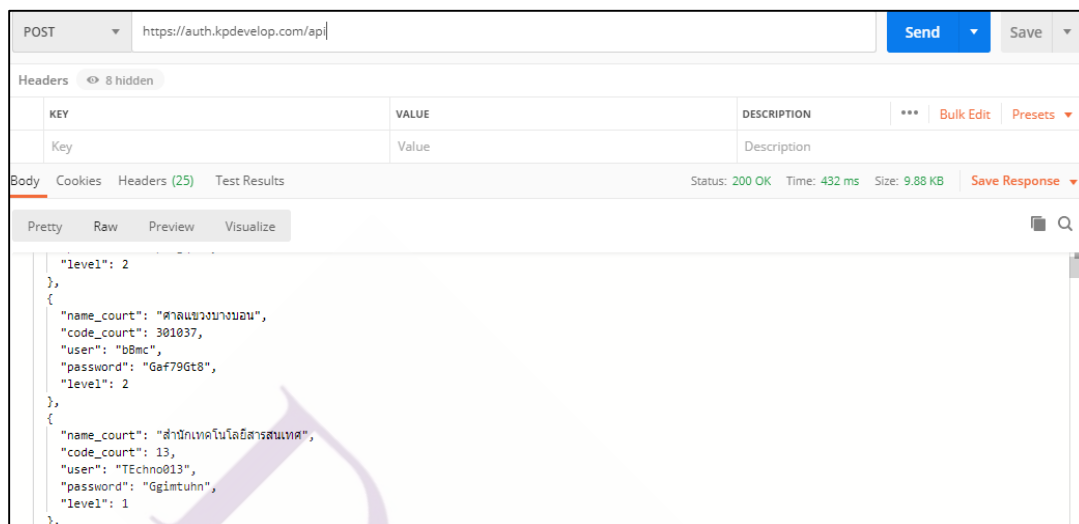 POST https://auth.kpdevelop.com/api Send Save
Headers 8 hidden
KEY VALUE DESCRIPTION ••• Bulk Edit Presets
Key Value Description
Body Cookies Headers (25) Test Results Status: 200 OK Time: 432 ms Size: 9.88 KB Save Response
Pretty Raw Preview Visualize
"level": 2
},
{
"name_court": "ศาลแขวงบางบอน",
"code_court": 301037,
"user": "bBmc",
"password": "Gaf79Gt8",
"level": 2
},
{
"name_court": "สำนักเทคโนโลยีสารสนเทศ",
"code_court": 13,
"user": "TEchno013",
"password": "Ggimtuhn",
"level": 1
},